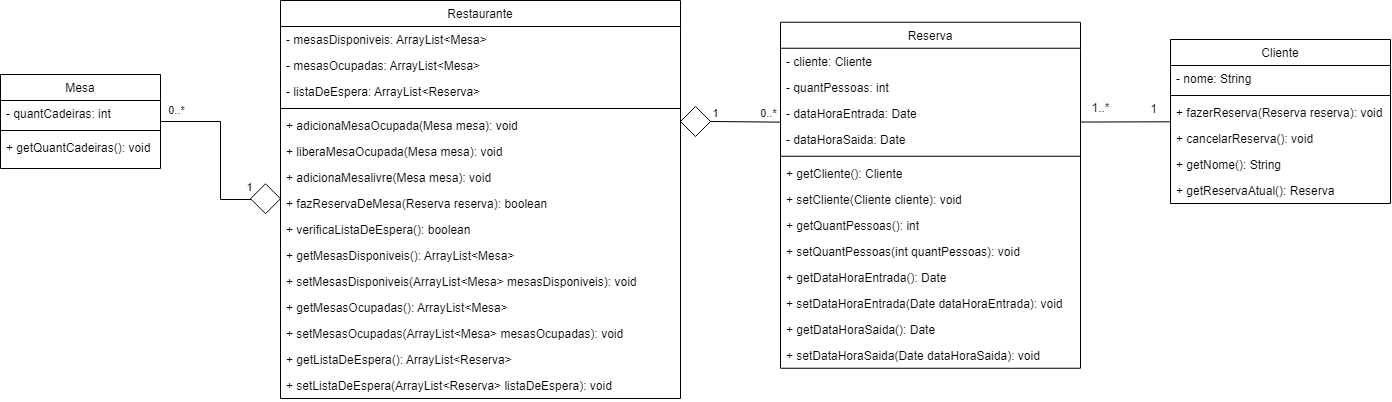 Mesa
- quantCadeiras: int
+ getQuantCadeiras(): void
0..*
1
Restaurante
- mesasDisponiveis: ArrayList<Mesa>
- mesasOcupadas: ArrayList<Mesa>
- listaDeEspera: ArrayList<Reserva>
+ adicionaMesaOcupada(Mesa mesa): void
+ liberaMesaOcupada(Mesa mesa): void
+ adicionaMesalivre(Mesa mesa): void
+ fazReservaDeMesa(Reserva reserva): boolean
+ verificaListaDeEspera(): boolean
+ getMesasDisponiveis(): ArrayList<Mesa>
+ setMesasDisponiveis(ArrayList<Mesa> mesasDisponiveis): void
+ getMesasOcupadas(): ArrayList<Mesa>
+ setMesasOcupadas(ArrayList<Mesa> mesasOcupadas): void
+ getListaDeEspera(): ArrayList<Reserva>
+ setListaDeEspera(ArrayList<Reserva> listaDeEspera): void
1
0..*
Reserva
- cliente: Cliente
- quantPessoas: int
- dataHoraEntrada: Date
- dataHoraSaida: Date
+ getCliente(): Cliente
+ setCliente(Cliente cliente): void
+ getQuantPessoas(): int
+ setQuantPessoas(int quantPessoas): void
+ getDataHoraEntrada(): Date
+ setDataHoraEntrada(Date dataHoraEntrada): void
+ getDataHoraSaida(): Date
+ setDataHoraSaida(Date dataHoraSaida): void
1..*
1
Cliente
- nome: String
+ fazerReserva(Reserva reserva): void
+ cancelarReserva(): void
+ getNome(): String
+ getReservaAtual(): Reserva